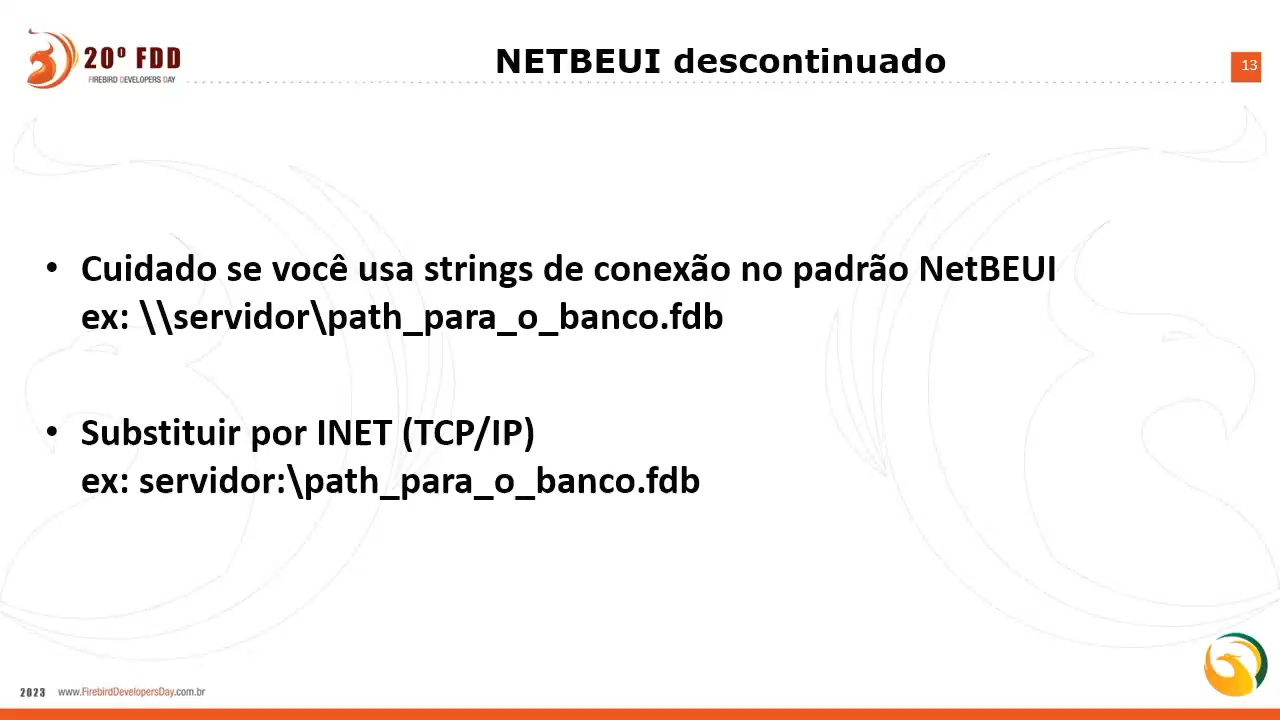 20º FDD
FIREBIRD DEVELOPERS DAY
NETBEUI descontinuado
13
• Cuidado se você usa strings de conexão no padrão NetBEUI
ex: \\servidor\path_para_o_banco.fdb
• Substituir por INET (TCP/IP)
ex: servidor:\path_para_o_banco.fdb
2023 www.FirebirdDevelopersDay.com.br